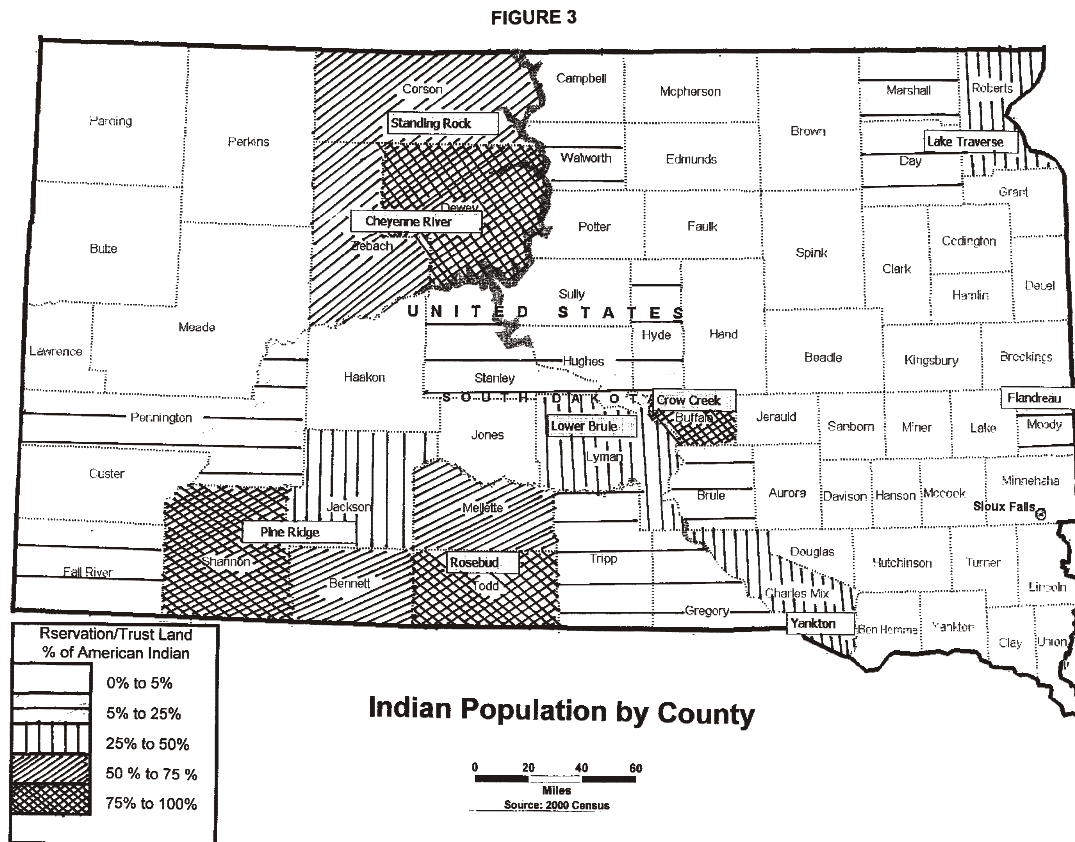 FIGURE 3
Corson
Campbell
Mcpherson
Marshall
Roberts
Standing Rock
Harding
Perkins
Brown
Lake Traverse
Walworth
Edmunds
Day
Grant
Dewey
Cheyenne River
Butte
Potter
Faulk
Ziebach
Spink
Codington
Clark
Deuel
Sully
Hamlin
UNITED STATES
Meade
Hyde
Hand
Lawrence
Hughes
Beadle
Kingsbury
Brookings
Haakon
Stanley
SOUTH DAKOTA
Crow Creek
Flandreau
Pennington
Buffalo
Jerauld
Lower Brule
Sanborn
Miner
Lake
Moody
Jones
Lyman
Custer
Minnehaha
Brule
Aurora
Davison
Hanson
Mccook
Jackson
Mellette
Sioux Falls
Pine Ridge
Douglas
Shannon
Rosebud
Tripp
Hutchinson
Turner
Fall River
Bennett
Todd
Lincoln
Charles Mix
Gregory
Yankton
Bon Homme
Yankton
Clay
Union
Rservation/Trust Land
% of American Indian
0% to 5%
5% to 25%
25% to 50%
50 % to 75 %
75% to 100%
Indian Population by County
0 20 40 60
Miles
Source: 2000 Census